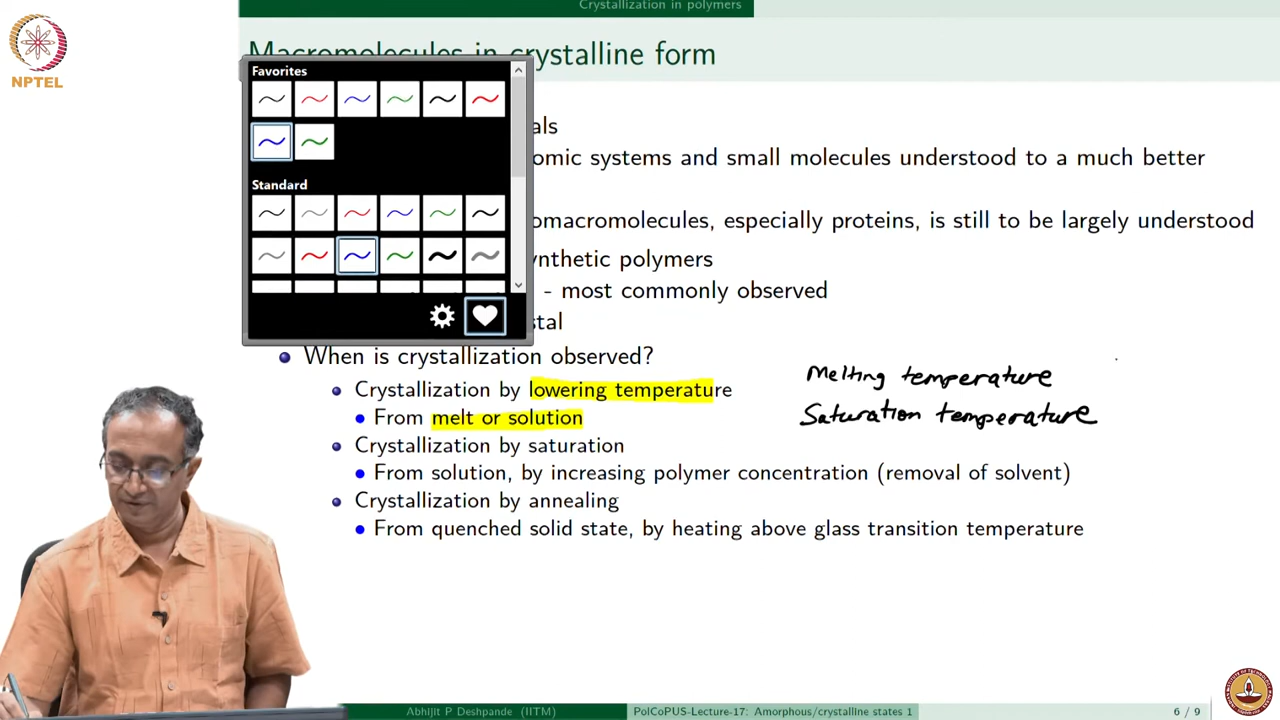 Crystallization in polymers
NPTEL
Macromolecules in crystalline form
Favorites
Standard
als
omic systems and small molecules understood to a much better
omacromolecules, especially proteins, is still to be largely understood
ynthetic polymers
- most commonly observed
stal
When is crystallization observed?
Crystallization by lowering temperature
From melt or solution
Melting temperature
Saturation temperature
Crystallization by saturation
From solution, by increasing polymer concentration (removal of solvent)
Crystallization by annealing
From quenched solid state, by heating above glass transition temperature
Abhijit P Deshpande (IITM)
PolCoPUS-Lecture-17: Amorphous/crystalline states 1
6 / 9